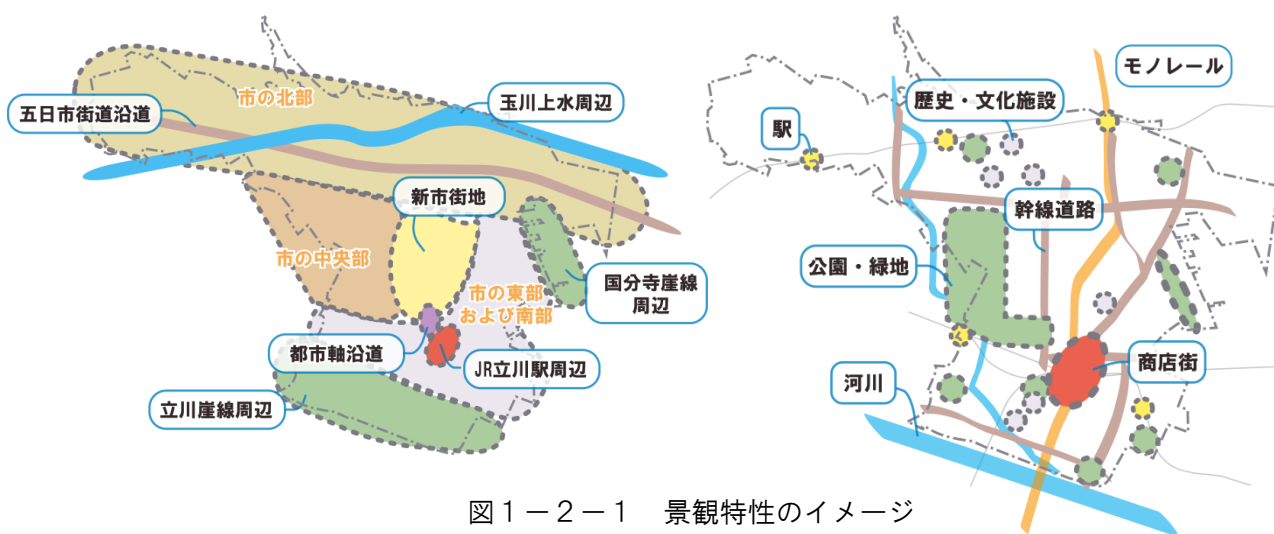 市の北部
玉川上水周辺
五日市街道沿道
新市街地
市の中央部
国分寺崖線
周辺
市の東部
および南部
都市軸沿道
JR立川駅周辺
立川崖線周辺
モノレール
歴史・文化施設
駅
幹線道路
公園・緑地
商店街
河川
図1-2-1 景観特性のイメージ